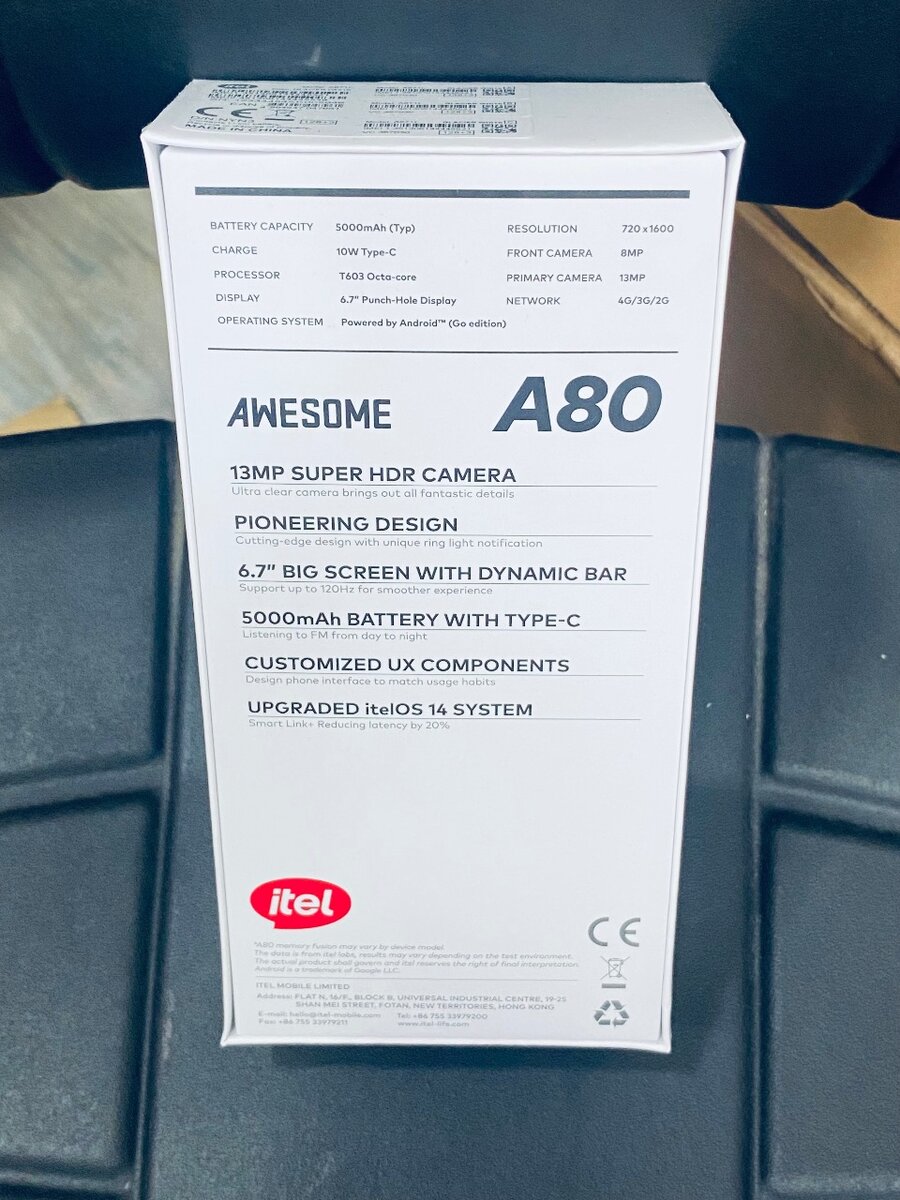 itel
EAN
CE
MADE IN CHINA
128+3
BATTERY CAPACITY 5000mAh (Typ) RESOLUTION 720 x 1600
CHARGE 10W Type-C FRONT CAMERA 8MP
PROCESSOR T603 Octa-core PRIMARY CAMERA 13MP
DISPLAY 6.7" Punch-Hole Display NETWORK 4G/3G/2G
OPERATING SYSTEM Powered by Android™ (Go edition)
AWESOME A80
13MP SUPER HDR CAMERA
Ultra clear camera brings out all fantastic details
PIONEERING DESIGN
Cutting-edge design with unique ring light notification
6.7" BIG SCREEN WITH DYNAMIC BAR
Support up to 120Hz for smoother experience
5000mAh BATTERY WITH TYPE-C
Listening to FM from day to night
CUSTOMIZED UX COMPONENTS
Design phone interface to match usage habits
UPGRADED itelOS 14 SYSTEM
Smart Link+ Reducing latency by 20%
itel
CE
*A80 memory fusion may vary by device model.
The data is from itel labs, results may vary depending on the test environment.
The actual product shall govern and itel reserves the right of final interpretation.
Android is a trademark of Google LLC.
ITEL MOBILE LIMITED
Address: FLAT N, 16/F., BLOCK B, UNIVERSAL INDUSTRIAL CENTRE, 19-25
SHAN MEI STREET, FOTAN, NEW TERRITORIES, HONG KONG
E-mail: hello@itel-mobile.com Tel: +86 755 33979200
Fax: +86 755 33979211 www.itel-life.com